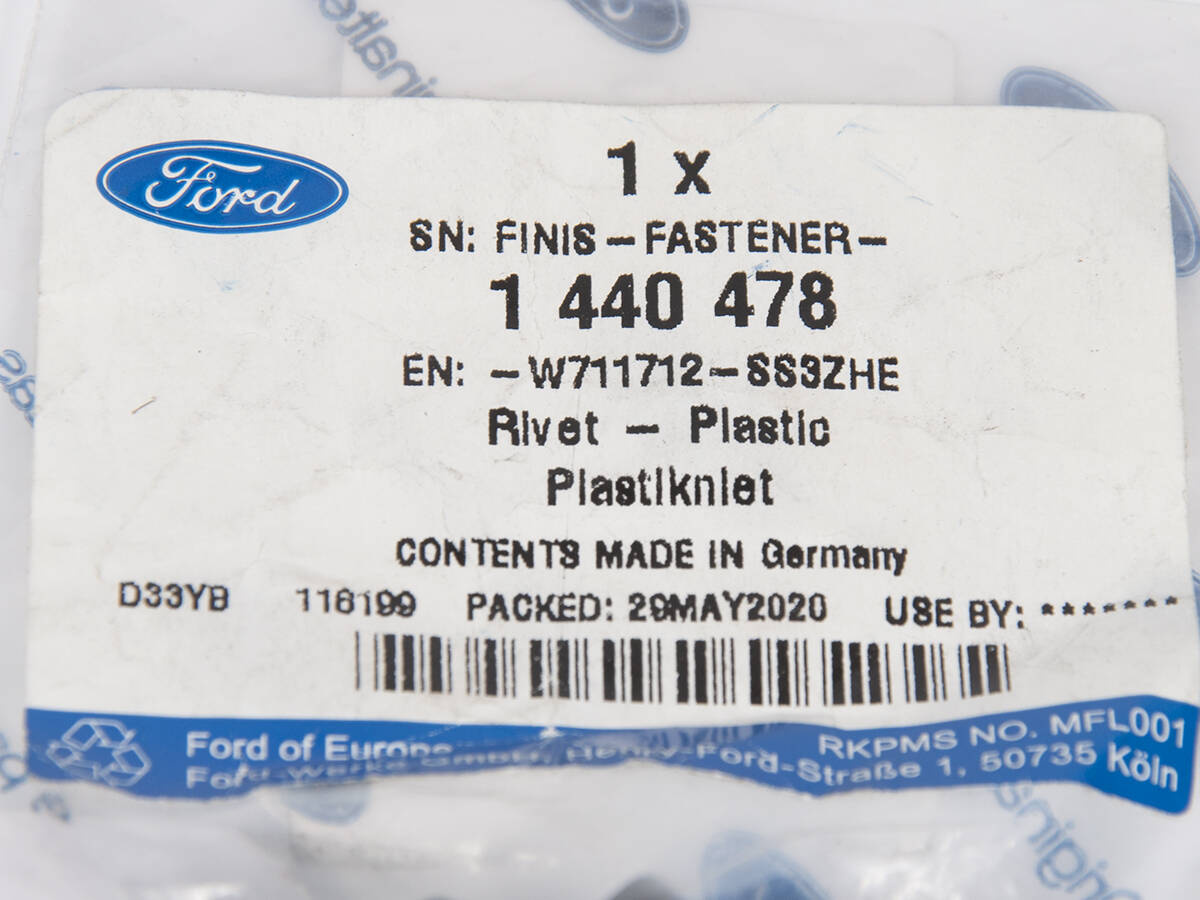 Ford
1 x
SN: FINIS - FASTENER -
1 440 478
EN: - W711712 - SS3ZHE
Rivet - Plastic
Plastikniet
CONTENTS MADE IN Germany
D33YB 116199 PACKED: 29MAY2020 USE BY: *******
Ford of Europe
RKPMS NO. MFL001
Ford-Werke GmbH, Henry-Ford-Straße 1, 50735 Köln